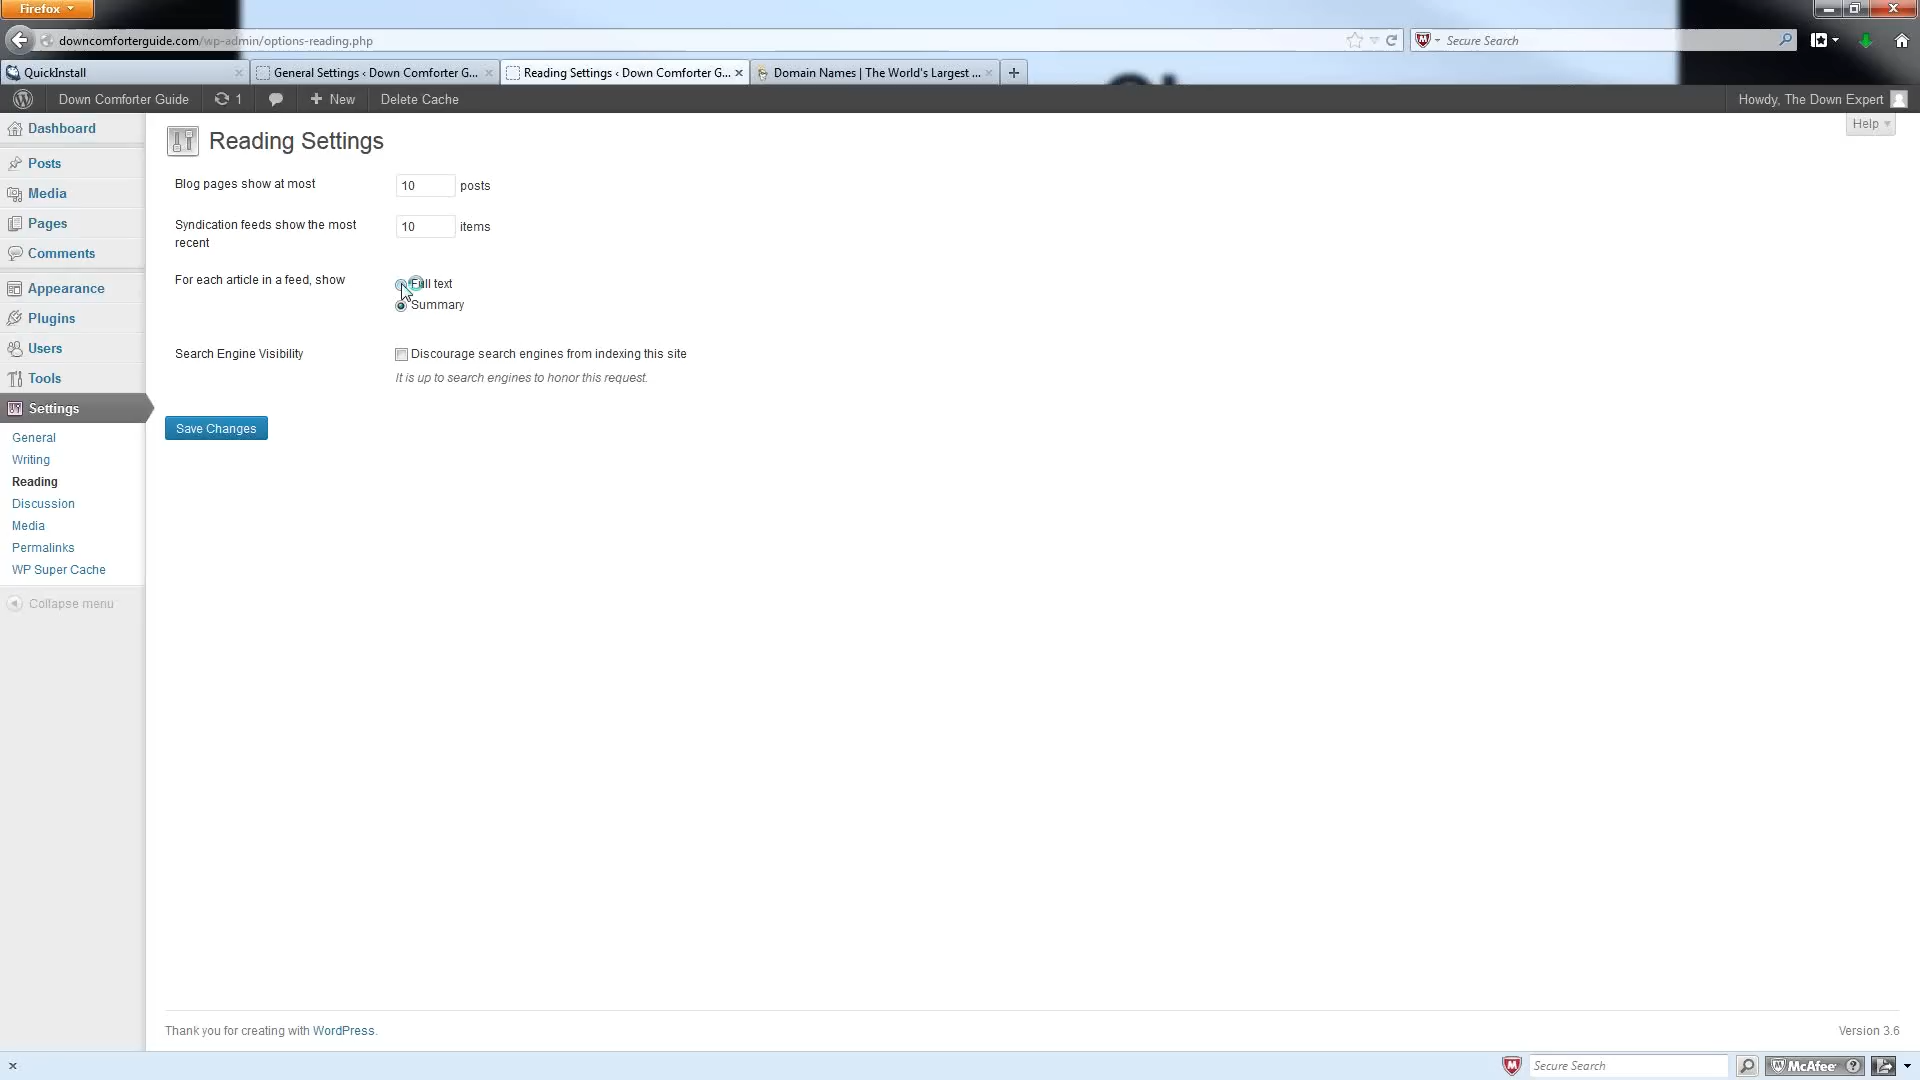 Firefox
downcomforterguide.com/wp-admin/options-reading.php
Secure Search
QuickInstall
General Settings ‹ Down Comforter G...
Reading Settings ‹ Down Comforter G...
Domain Names | The World's Largest ...
Down Comforter Guide
1
New
Delete Cache
Howdy, The Down Expert
Help
Dashboard
Posts
Media
Pages
Comments
Appearance
Plugins
Users
Tools
Settings
General
Writing
Reading
Discussion
Media
Permalinks
WP Super Cache
Collapse menu
Reading Settings
Blog pages show at most
10 posts
Syndication feeds show the most
recent
10 items
For each article in a feed, show
Full text
Summary
Search Engine Visibility
Discourage search engines from indexing this site
It is up to search engines to honor this request.
Save Changes
Thank you for creating with WordPress.
Version 3.6
Secure Search
McAfee